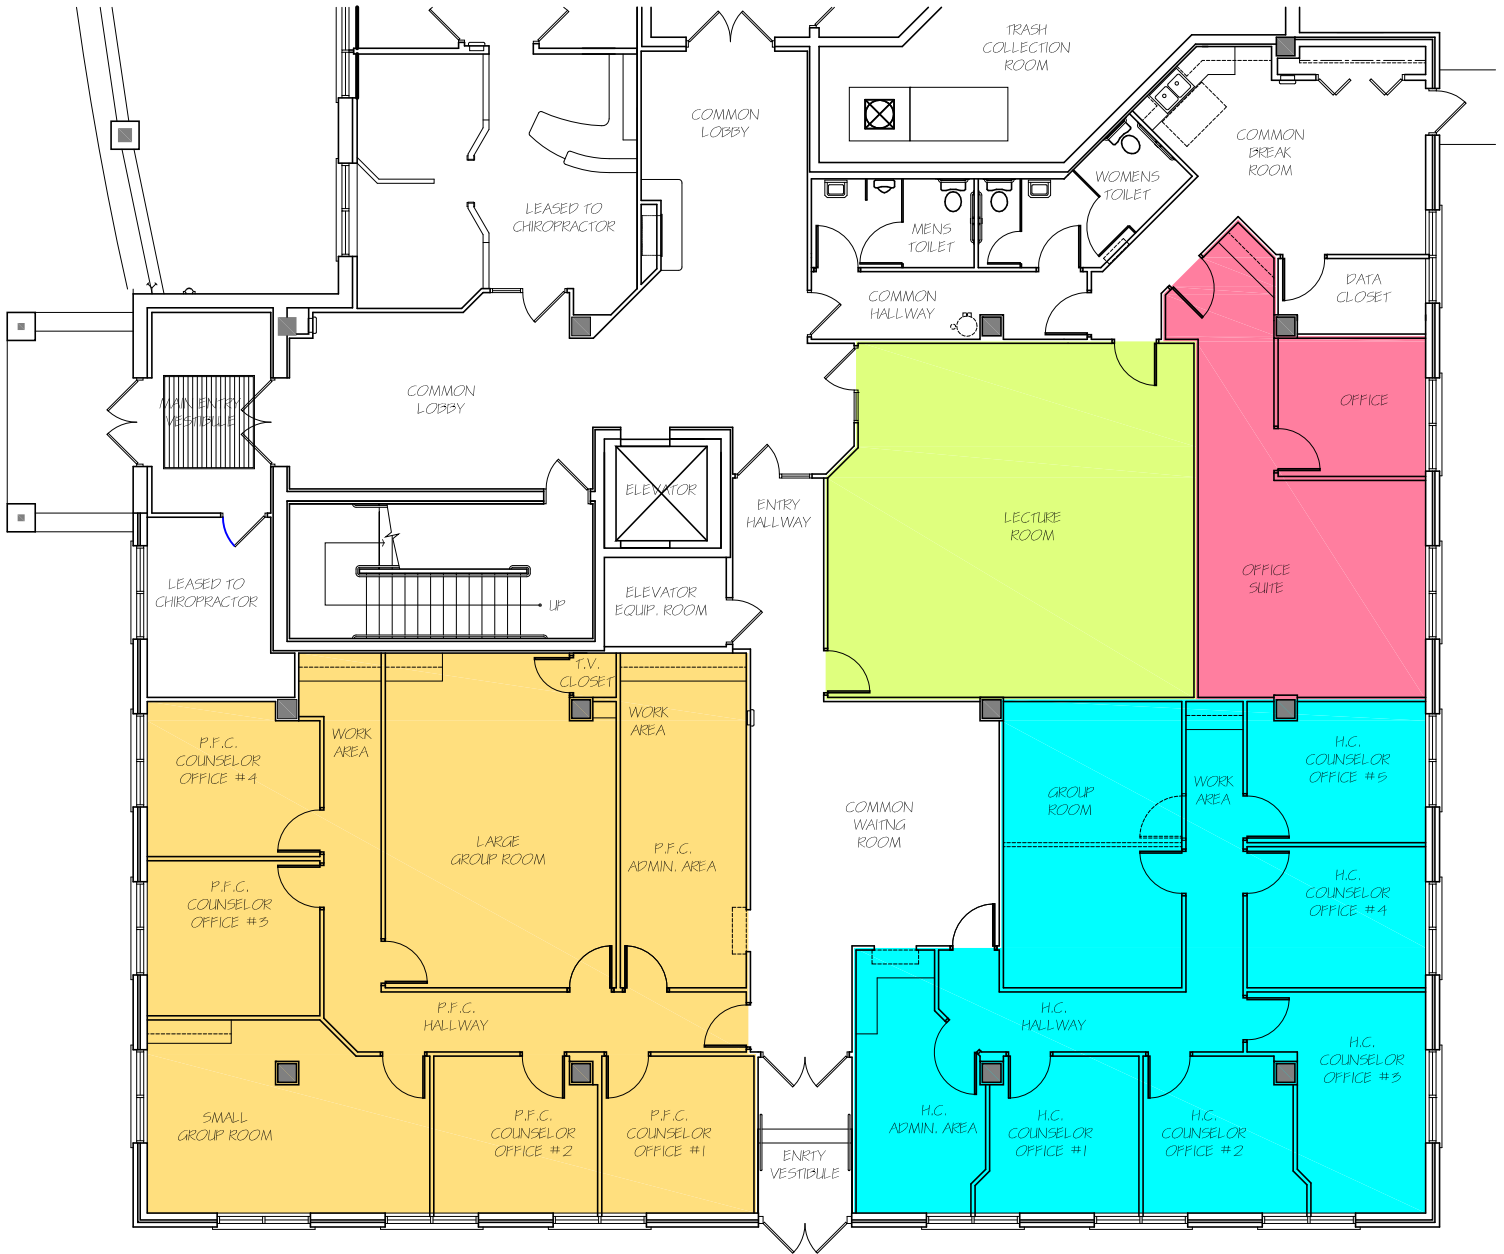 TRASH
COLLECTION
ROOM
COMMON
LOBBY
COMMON
BREAK
ROOM
WOMENS
TOILET
LEASED TO
CHIROPRACTOR
MENS
TOILET
DATA
CLOSET
COMMON
HALLWAY
MAIN ENTRY
VESTIBULE
COMMON
LOBBY
OFFICE
ELEVATOR
ENTRY
HALLWAY
LECTURE
ROOM
OFFICE
SUITE
LEASED TO
CHIROPRACTOR
UP
ELEVATOR
EQUIP. ROOM
T.V.
CLOSET
WORK
AREA
WORK
AREA
P.F.C.
COUNSELOR
OFFICE #4
H.C.
COUNSELOR
OFFICE #5
WORK
AREA
GROUP
ROOM
COMMON
WAITNG
ROOM
LARGE
GROUP ROOM
P.F.C.
ADMIN. AREA
P.F.C.
COUNSELOR
OFFICE #3
H.C.
COUNSELOR
OFFICE #4
P.F.C.
HALLWAY
H.C.
HALLWAY
H.C.
COUNSELOR
OFFICE #3
SMALL
GROUP ROOM
P.F.C.
COUNSELOR
OFFICE #2
P.F.C.
COUNSELOR
OFFICE #1
ENRTY
VESTIBULE
H.C.
ADMIN. AREA
H.C.
COUNSELOR
OFFICE #1
H.C.
COUNSELOR
OFFICE #2